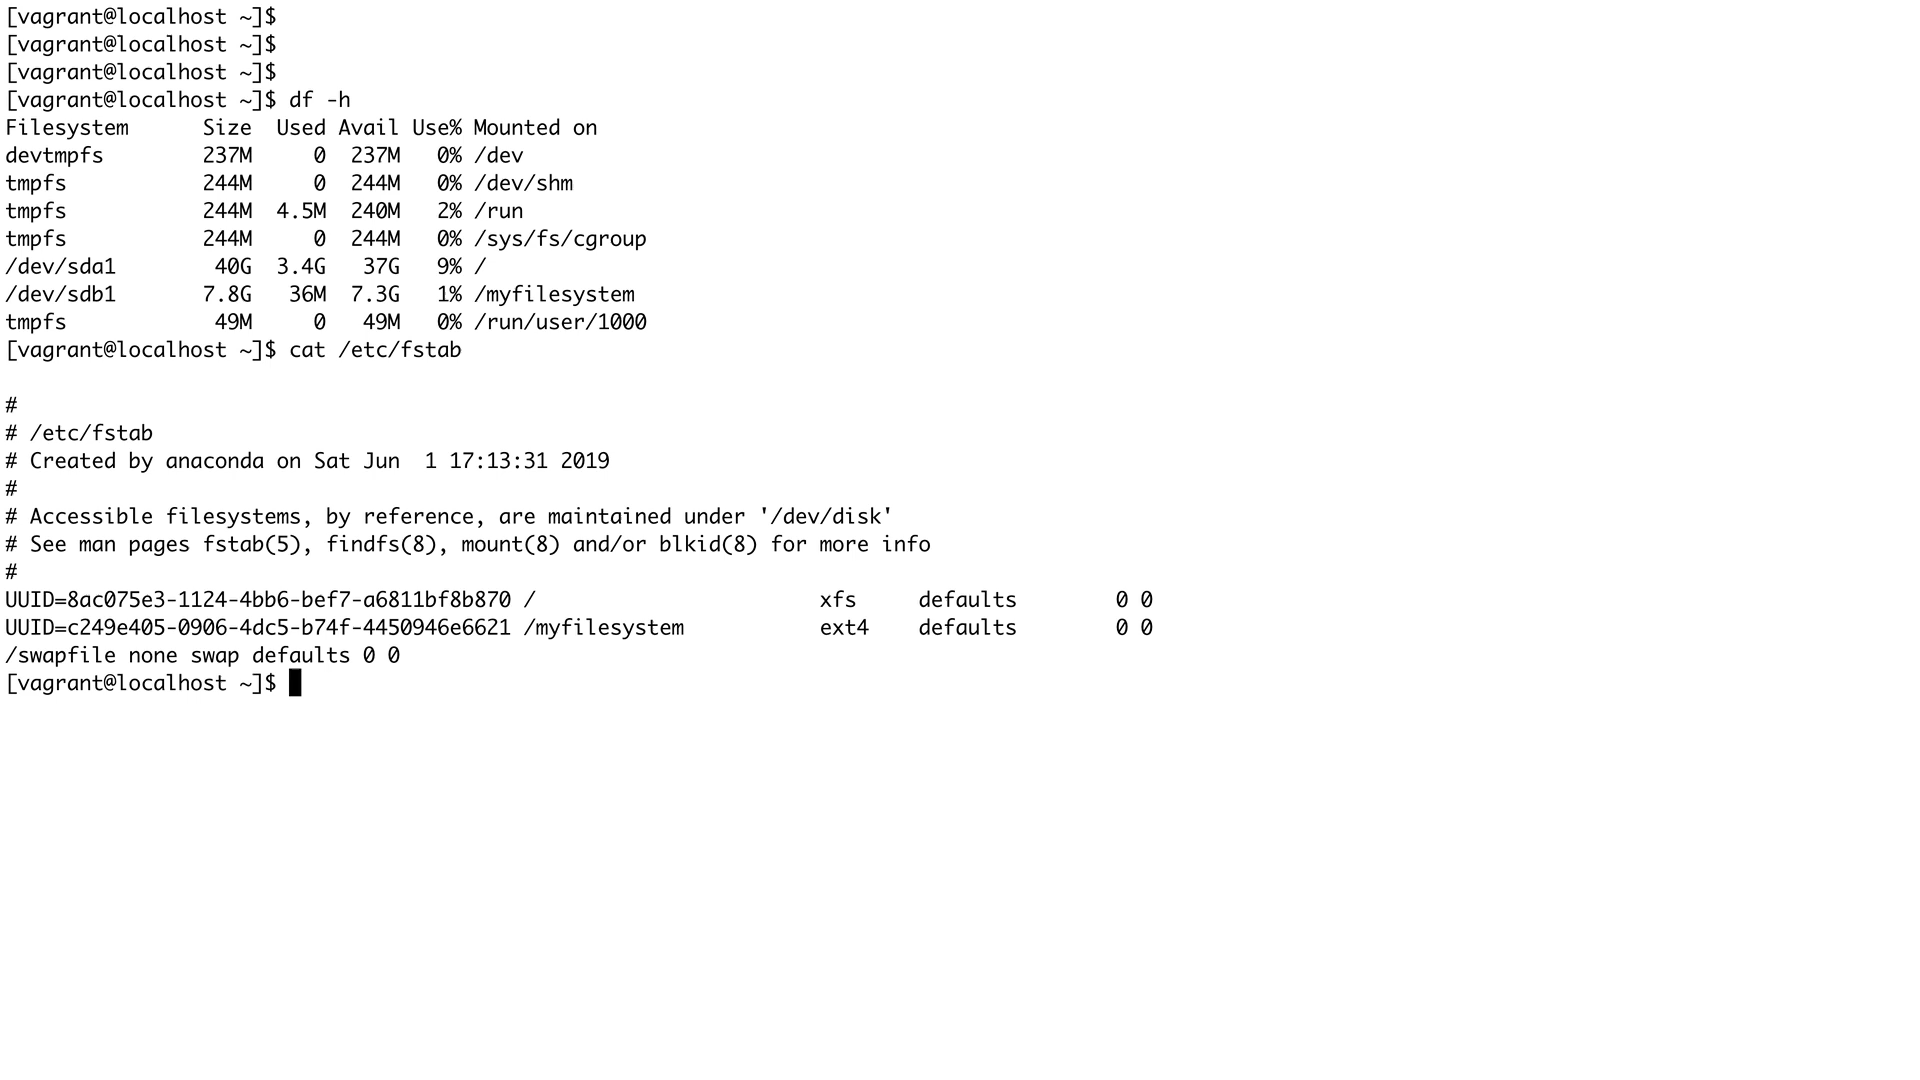 [vagrant@localhost ~]$
[vagrant@localhost ~]$
[vagrant@localhost ~]$
[vagrant@localhost ~]$ df -h
Filesystem      Size  Used Avail Use% Mounted on
devtmpfs        237M     0  237M   0% /dev
tmpfs           244M     0  244M   0% /dev/shm
tmpfs           244M  4.5M  240M   2% /run
tmpfs           244M     0  244M   0% /sys/fs/cgroup
/dev/sda1        40G  3.4G   37G   9% /
/dev/sdb1       7.8G   36M  7.3G   1% /myfilesystem
tmpfs            49M     0   49M   0% /run/user/1000
[vagrant@localhost ~]$ cat /etc/fstab

#
# /etc/fstab
# Created by anaconda on Sat Jun  1 17:13:31 2019
#
# Accessible filesystems, by reference, are maintained under '/dev/disk'
# See man pages fstab(5), findfs(8), mount(8) and/or blkid(8) for more info
#
UUID=8ac075e3-1124-4bb6-bef7-a6811bf8b870 /                       xfs     defaults        0 0
UUID=c249e405-0906-4dc5-b74f-4450946e6621 /myfilesystem           ext4    defaults        0 0
/swapfile none swap defaults 0 0
[vagrant@localhost ~]$